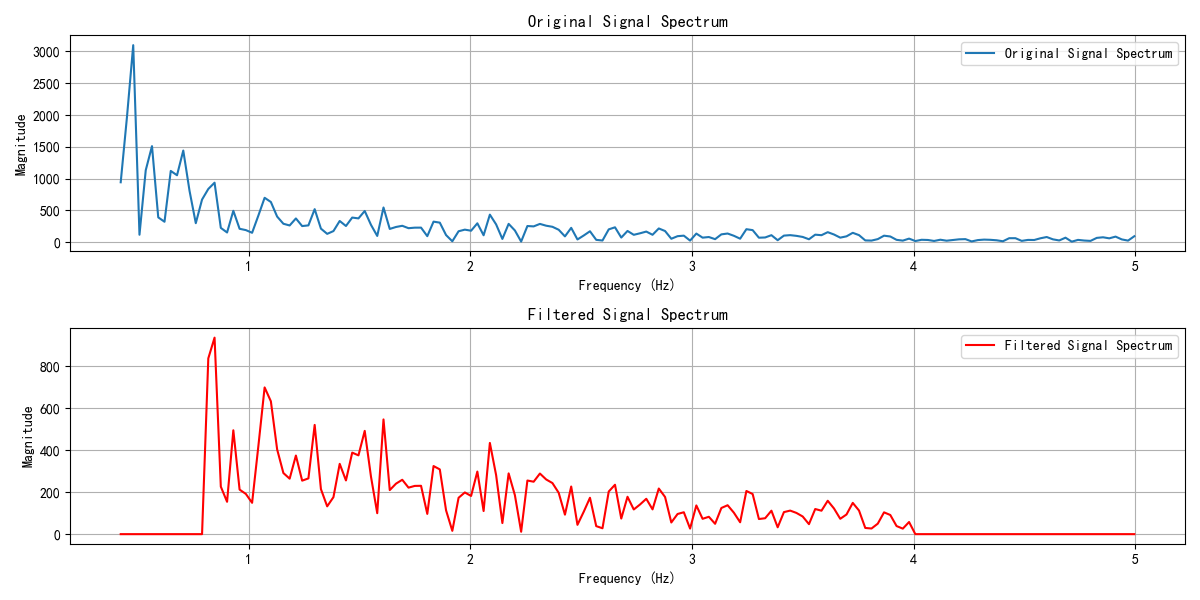 Original Signal Spectrum
3000
2500
2000
1500
1000
500
0
Magnitude
Original Signal Spectrum
1 2 3 4 5
Frequency (Hz)
Filtered Signal Spectrum
800
600
400
200
0
Magnitude
Filtered Signal Spectrum
1 2 3 4 5
Frequency (Hz)